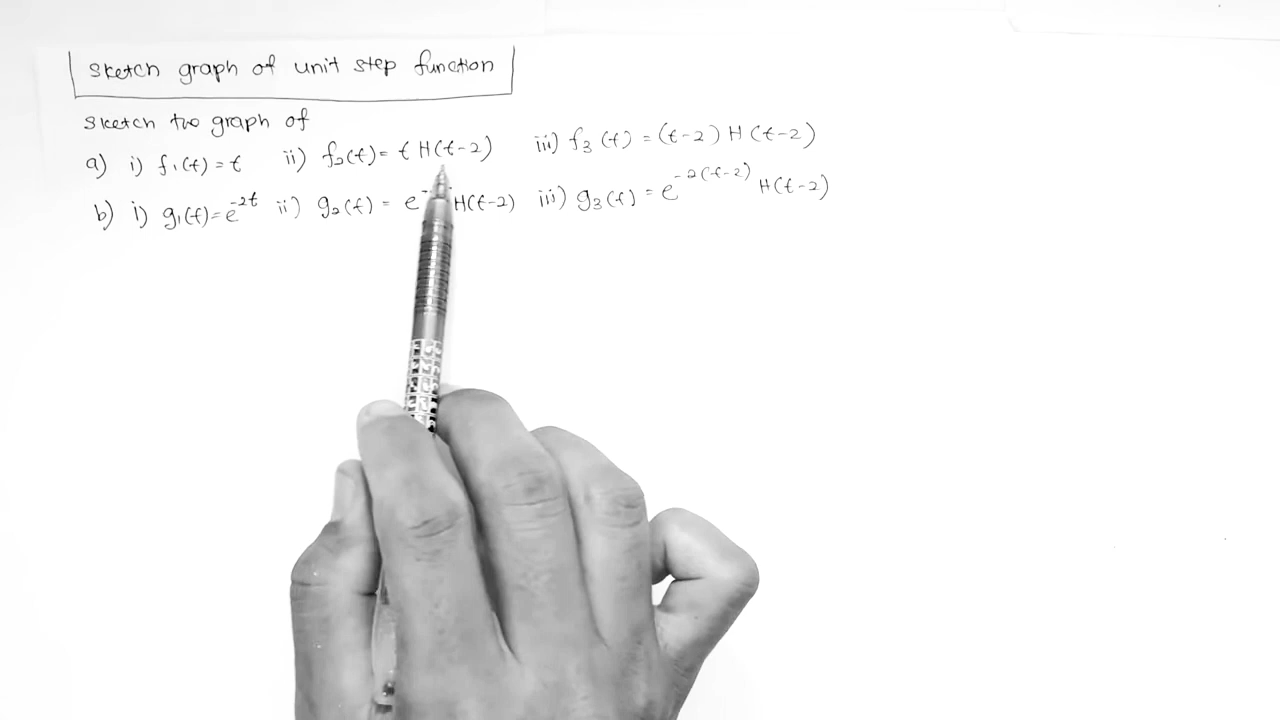 Sketch graph of unit step function
Sketch two graph of
a) i) f₁(t) = t ii) f₂(t) = t H(t-2) iii) f₃(t) = (t-2) H(t-2)
b) i) g₁(t) = e^-2t ii) g₂(t) = e^- H(t-2) iii) g₃(t) = e^-2(t-2) H(t-2)